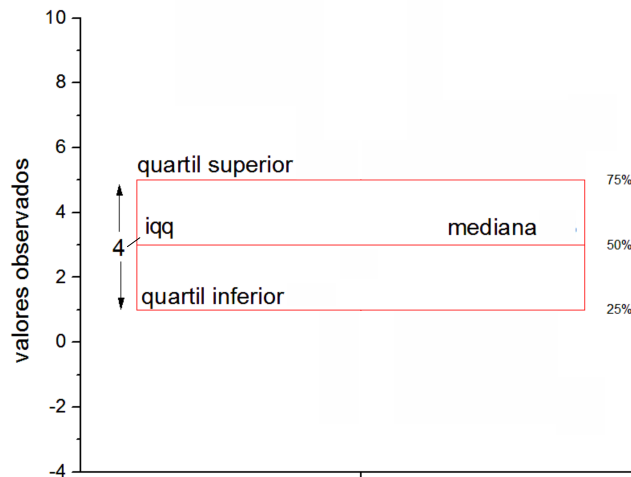 10
8
6
4
2
0
-2
-4
valores observados
quartil superior
75%
iqq
mediana
4
50%
quartil inferior
25%